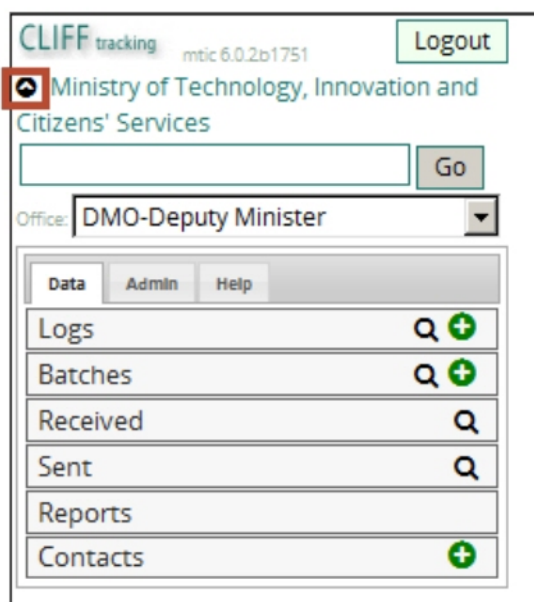 CLIFF tracking mtic 6.0.2b1751 Logout
Ministry of Technology, Innovation and
Citizens' Services
Go
Office: DMO-Deputy Minister
Data Admin Help
Logs
Batches
Received
Sent
Reports
Contacts